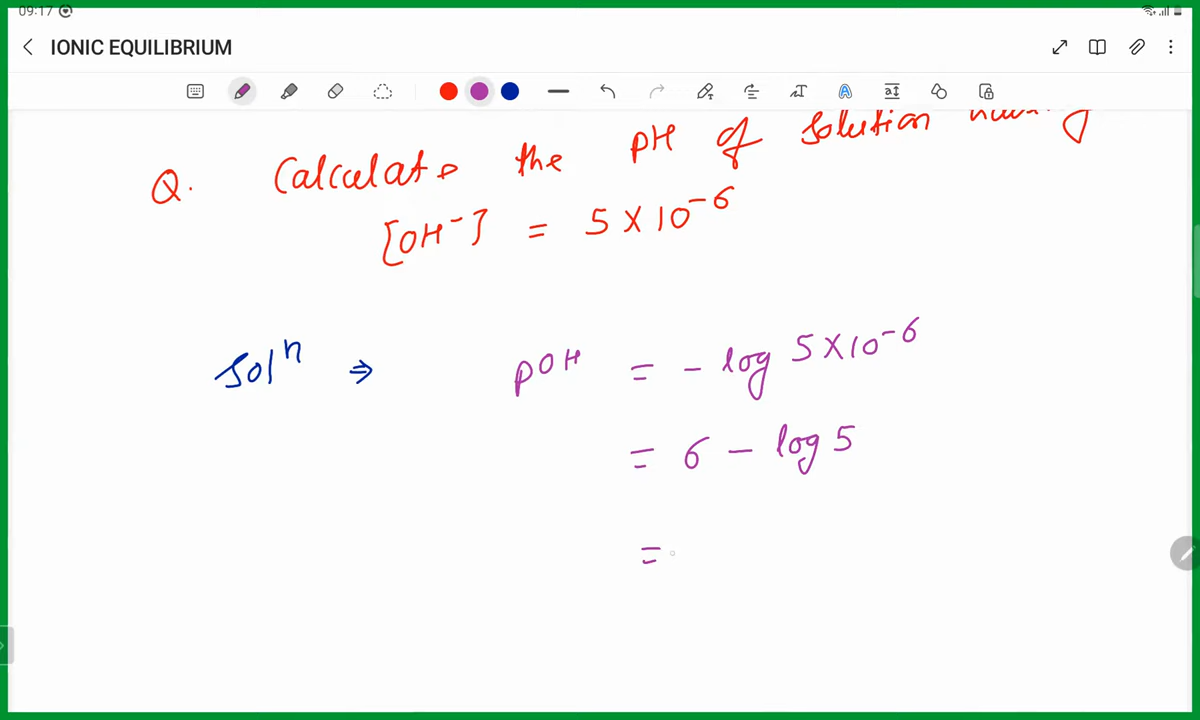 09:17
IONIC EQUILIBRIUM
Q. Calculate the pH of solution having
[OH⁻] = 5 X 10⁻⁶
Solⁿ ⇒ pOH = - log 5 X 10⁻⁶
= 6 - log 5
=